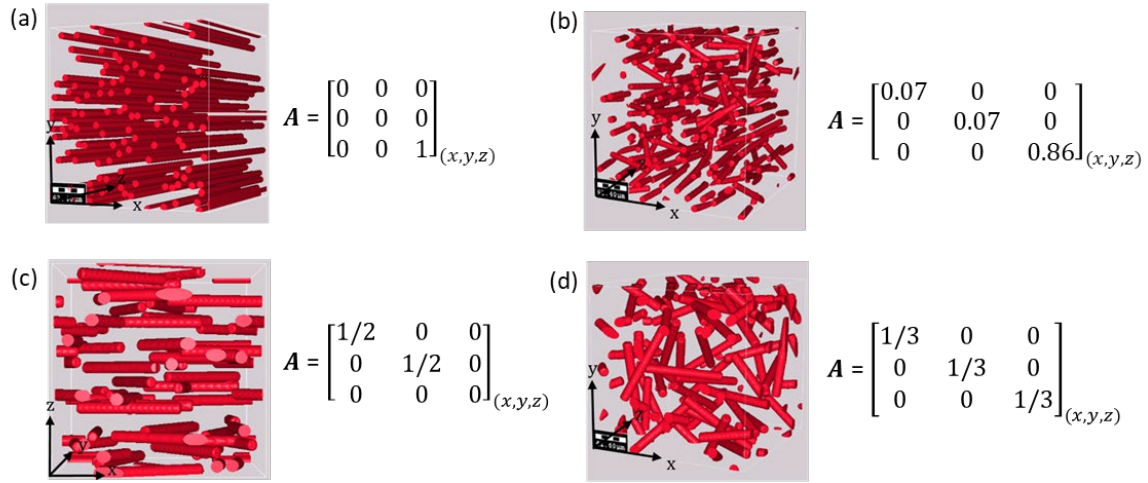 (a)
y
z
x
A = [0 0 0
0 0 0
0 0 1](x,y,z)
(b)
y
z
x
A = [0.07 0 0
0 0.07 0
0 0 0.86](x,y,z)
(c)
z
y
x
A = [1/2 0 0
0 1/2 0
0 0 0](x,y,z)
(d)
y
z
x
A = [1/3 0 0
0 1/3 0
0 0 1/3](x,y,z)